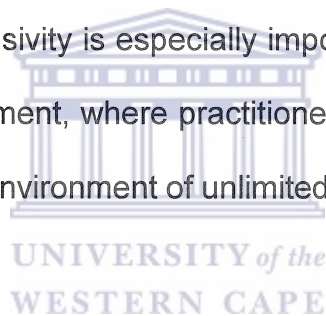 sivity is especially impo
ment, where practitione
nvironment of unlimited
UNIVERSITY of the
WESTERN CAPE